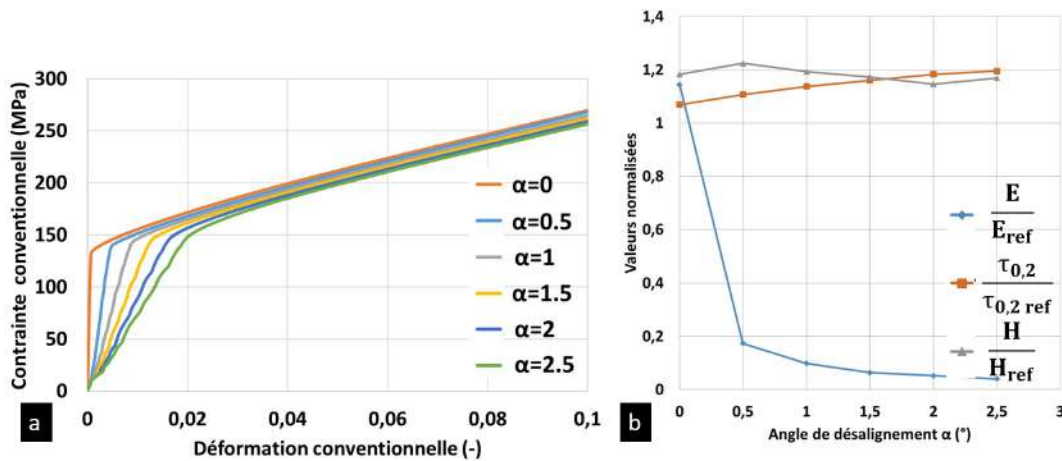 Contrainte conventionnelle (MPa)
300
250
200
150
100
50
0
0
0,02
0,04
0,06
0,08
0,1
Déformation conventionnelle (-)
α=0
α=0.5
α=1
α=1.5
α=2
α=2.5
a
Valeurs normalisées
1,4
1,2
1
0,8
0,6
0,4
0,2
0
0
0,5
1
1,5
2
2,5
3
Angle de désalignement α (°)
E
E_ref
τ_0,2
τ_0,2 ref
H
H_ref
b